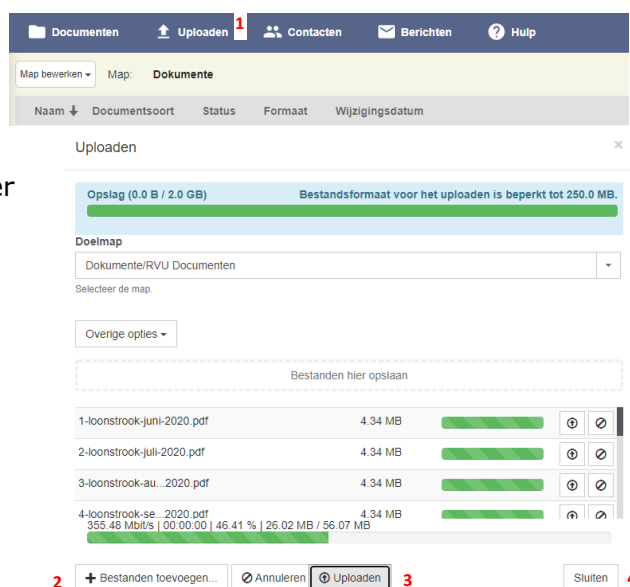 Documenten Uploaden 1 Contacten Berichten Hulp
Map bewerken Map: Dokumente
Naam Documentsoort Status Formaat Wijzigingsdatum
Uploaden ×
er
Opslag (0.0 B / 2.0 GB) Bestandsformaat voor het uploaden is beperkt tot 250.0 MB.
Doelmap
Dokumente/RVU Documenten
Selecteer de map.
Overige opties
Bestanden hier opslaan
1-loonstrook-juni-2020.pdf 4.34 MB
2-loonstrook-juli-2020.pdf 4.34 MB
3-loonstrook-au...2020.pdf 4.34 MB
4-loonstrook-se...2020.pdf 4.34 MB
355.48 Mbit/s | 00:00:00 | 46.41 % | 26.02 MB / 56.07 MB
2 + Bestanden toevoegen... Annuleren Uploaden 3 Sluiten